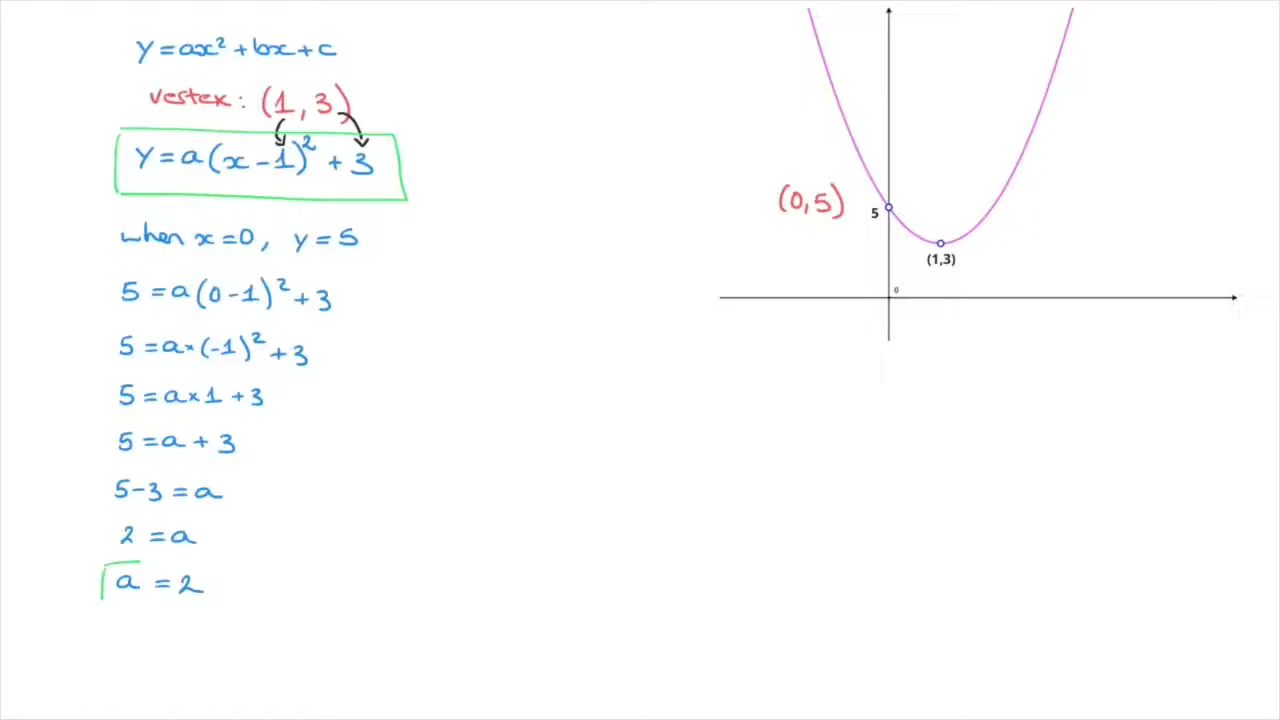 y=ax²+bx+c
vertex: (1,3)
y=a(x-1)²+3
when x=0, y=5
5=a(0-1)²+3
5=a×(-1)²+3
5=a×1+3
5=a+3
5-3=a
2=a
a=2
(0,5)
5
(1,3)
0